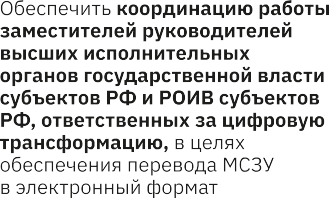 Обеспечить координацию работы
заместителей руководителей
высших исполнительных
органов государственной власти
субъектов РФ и РОИВ субъектов
РФ, ответственных за цифровую
трансформацию, в целях
обеспечения перевода МСЗУ
в электронный формат